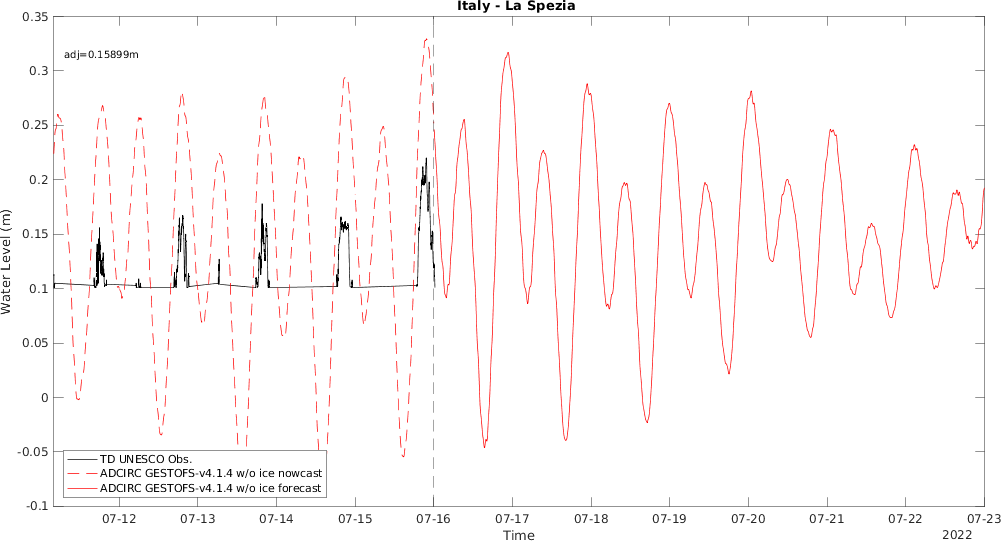 Italy - La Spezia
adj=0.15899m
Water Level (m)
0.35
0.3
0.25
0.2
0.15
0.1
0.05
0
-0.05
-0.1
TD UNESCO Obs.
ADCIRC GESTOFS-v4.1.4 w/o ice nowcast
ADCIRC GESTOFS-v4.1.4 w/o ice forecast
07-12 07-13 07-14 07-15 07-16 07-17 07-18 07-19 07-20 07-21 07-22 07-23
Time
2022